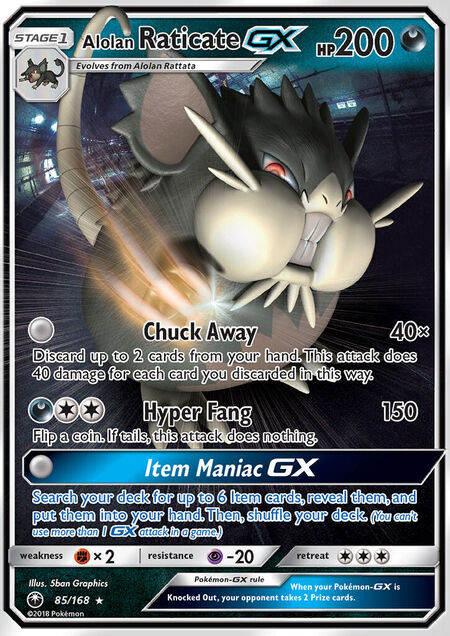 STAGE 1 Alolan Raticate GX HP 200
Evolves from Alolan Rattata
Chuck Away 40×
Discard up to 2 cards from your hand. This attack does
40 damage for each card you discarded in this way.
Hyper Fang 150
Flip a coin. If tails, this attack does nothing.
Item Maniac GX
Search your deck for up to 6 Item cards, reveal them, and
put them into your hand. Then, shuffle your deck. (You can't
use more than 1 GX attack in a game.)
weakness × 2 resistance -20 retreat
Illus. 5ban Graphics
Pokémon-GX rule
When your Pokémon-GX is
Knocked Out, your opponent takes 2 Prize cards.
85/168 ★
©2018 Pokémon